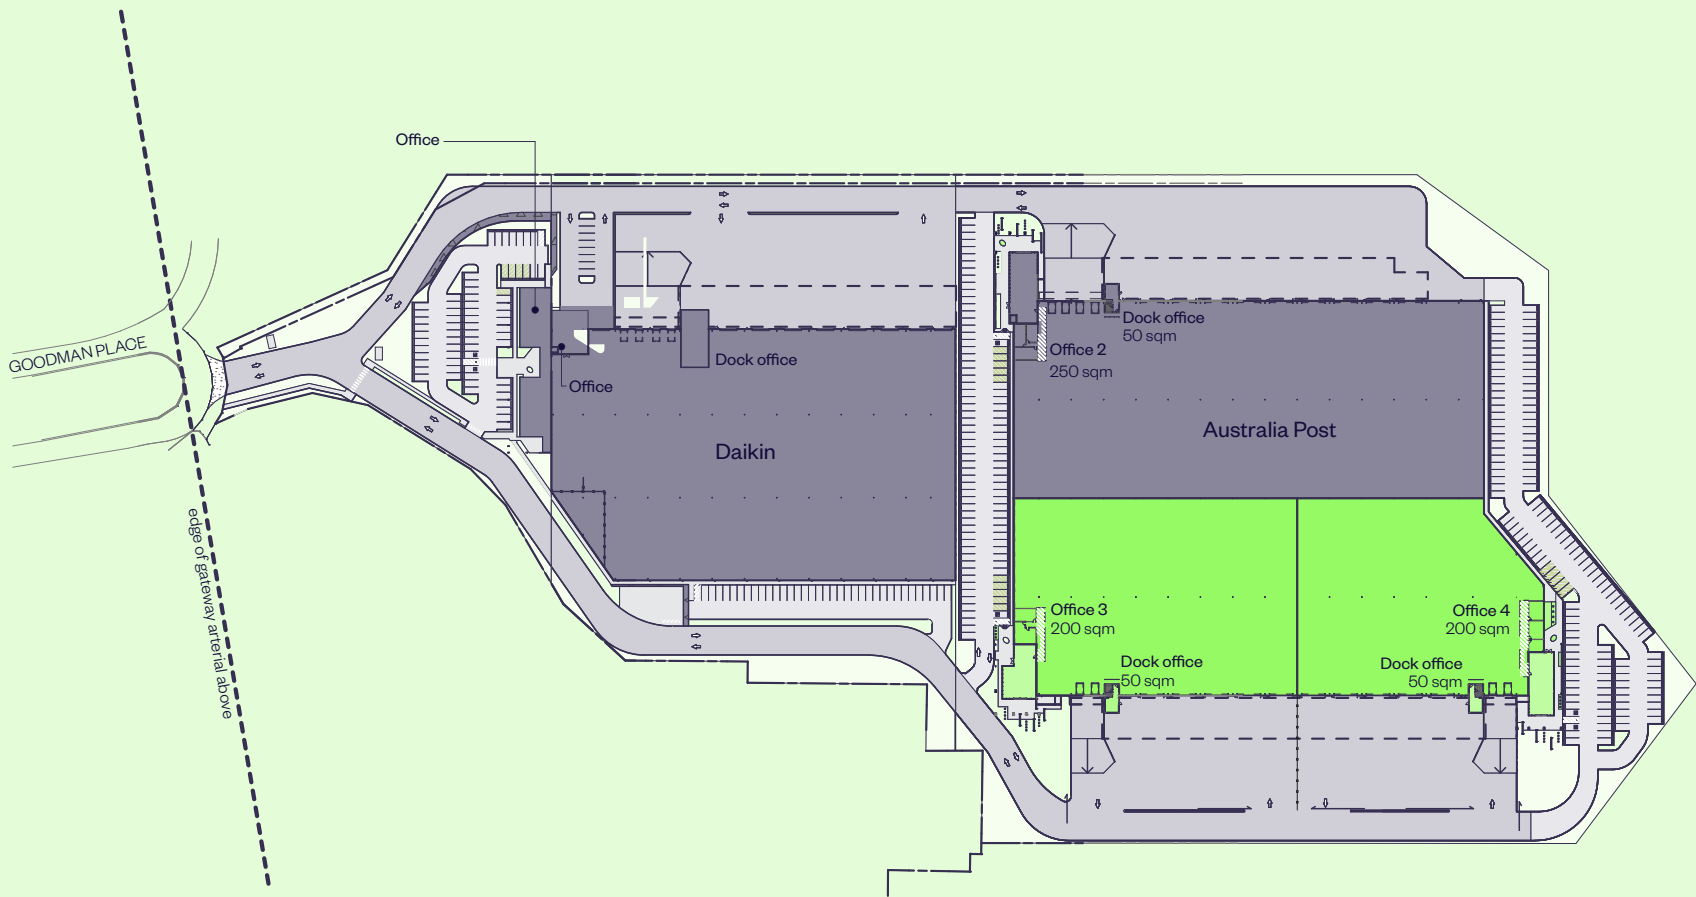 Office
GOODMAN PLACE
Dock office
50 sqm
Office 2
250 sqm
Dock office
Office
Australia Post
Daikin
edge of gateway arterial above
Office 3
200 sqm
Office 4
200 sqm
Dock office
50 sqm
Dock office
50 sqm